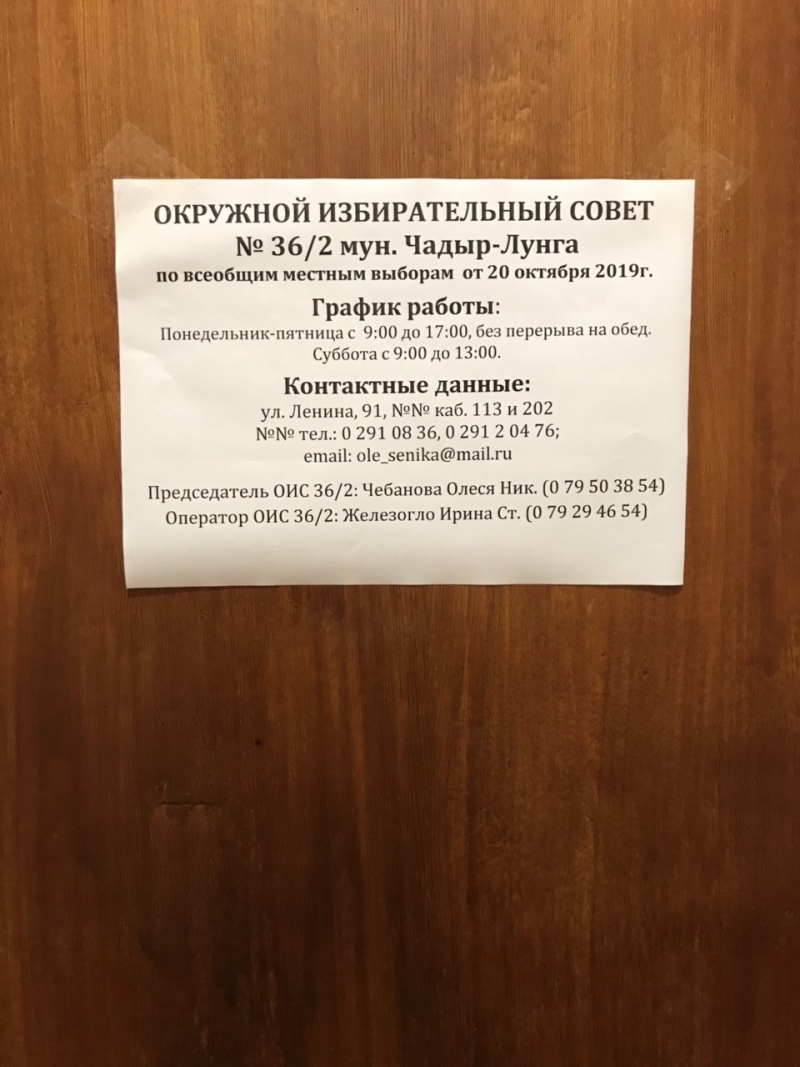 ОКРУЖНОЙ ИЗБИРАТЕЛЬНЫЙ СОВЕТ
№ 36/2 мун. Чадыр-Лунга
по всеобщим местным выборам от 20 октября 2019г.
График работы:
Понедельник-пятница с 9:00 до 17:00, без перерыва на обед.
Суббота с 9:00 до 13:00.
Контактные данные:
ул. Ленина, 91, №№ каб. 113 и 202
№№ тел.: 0 291 08 36, 0 291 2 04 76;
email: ole_senika@mail.ru
Председатель ОИС 36/2: Чебанова Олеся Ник. (0 79 50 38 54)
Оператор ОИС 36/2: Железогло Ирина Ст. (0 79 29 46 54)